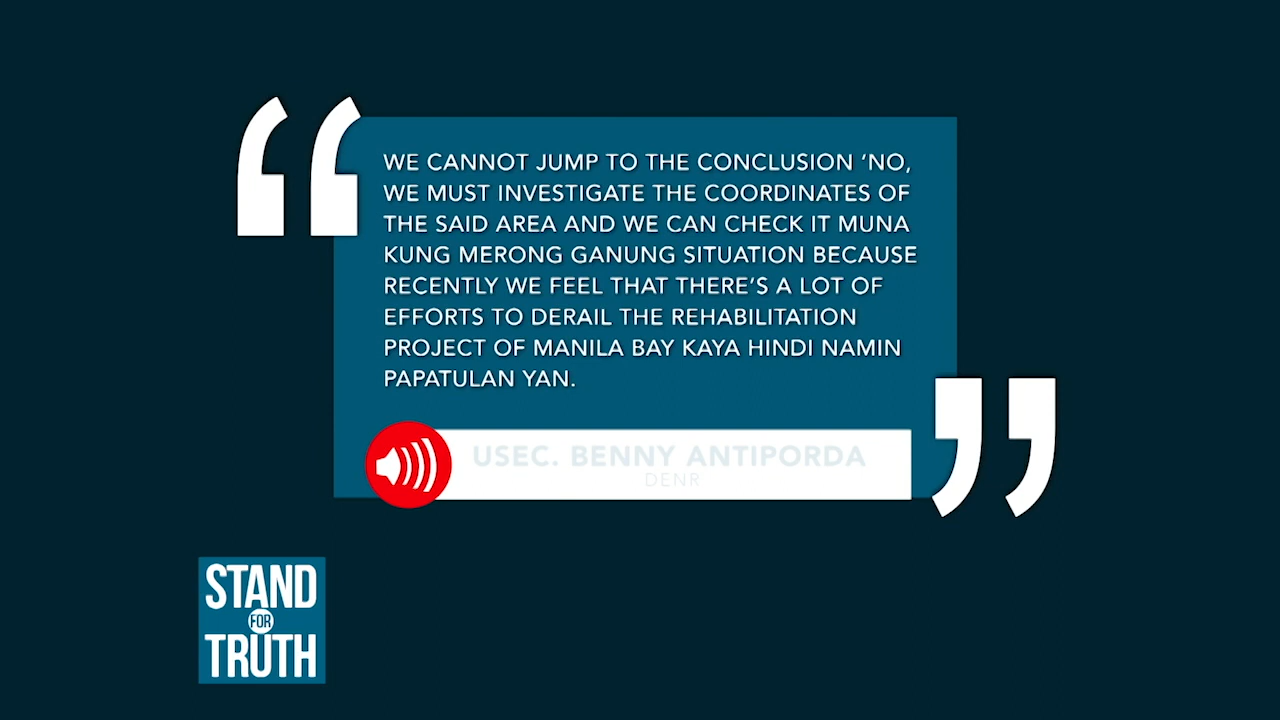 WE CANNOT JUMP TO THE CONCLUSION ‘NO,
WE MUST INVESTIGATE THE COORDINATES OF
THE SAID AREA AND WE CAN CHECK IT MUNA
KUNG MERONG GANUNG SITUATION BECAUSE
RECENTLY WE FEEL THAT THERE’S A LOT OF
EFFORTS TO DERAIL THE REHABILITATION
PROJECT OF MANILA BAY KAYA HINDI NAMIN
PAPATULAN YAN.
USEC. BENNY ANTIPORDA
DENR
STAND
FOR
TRUTH